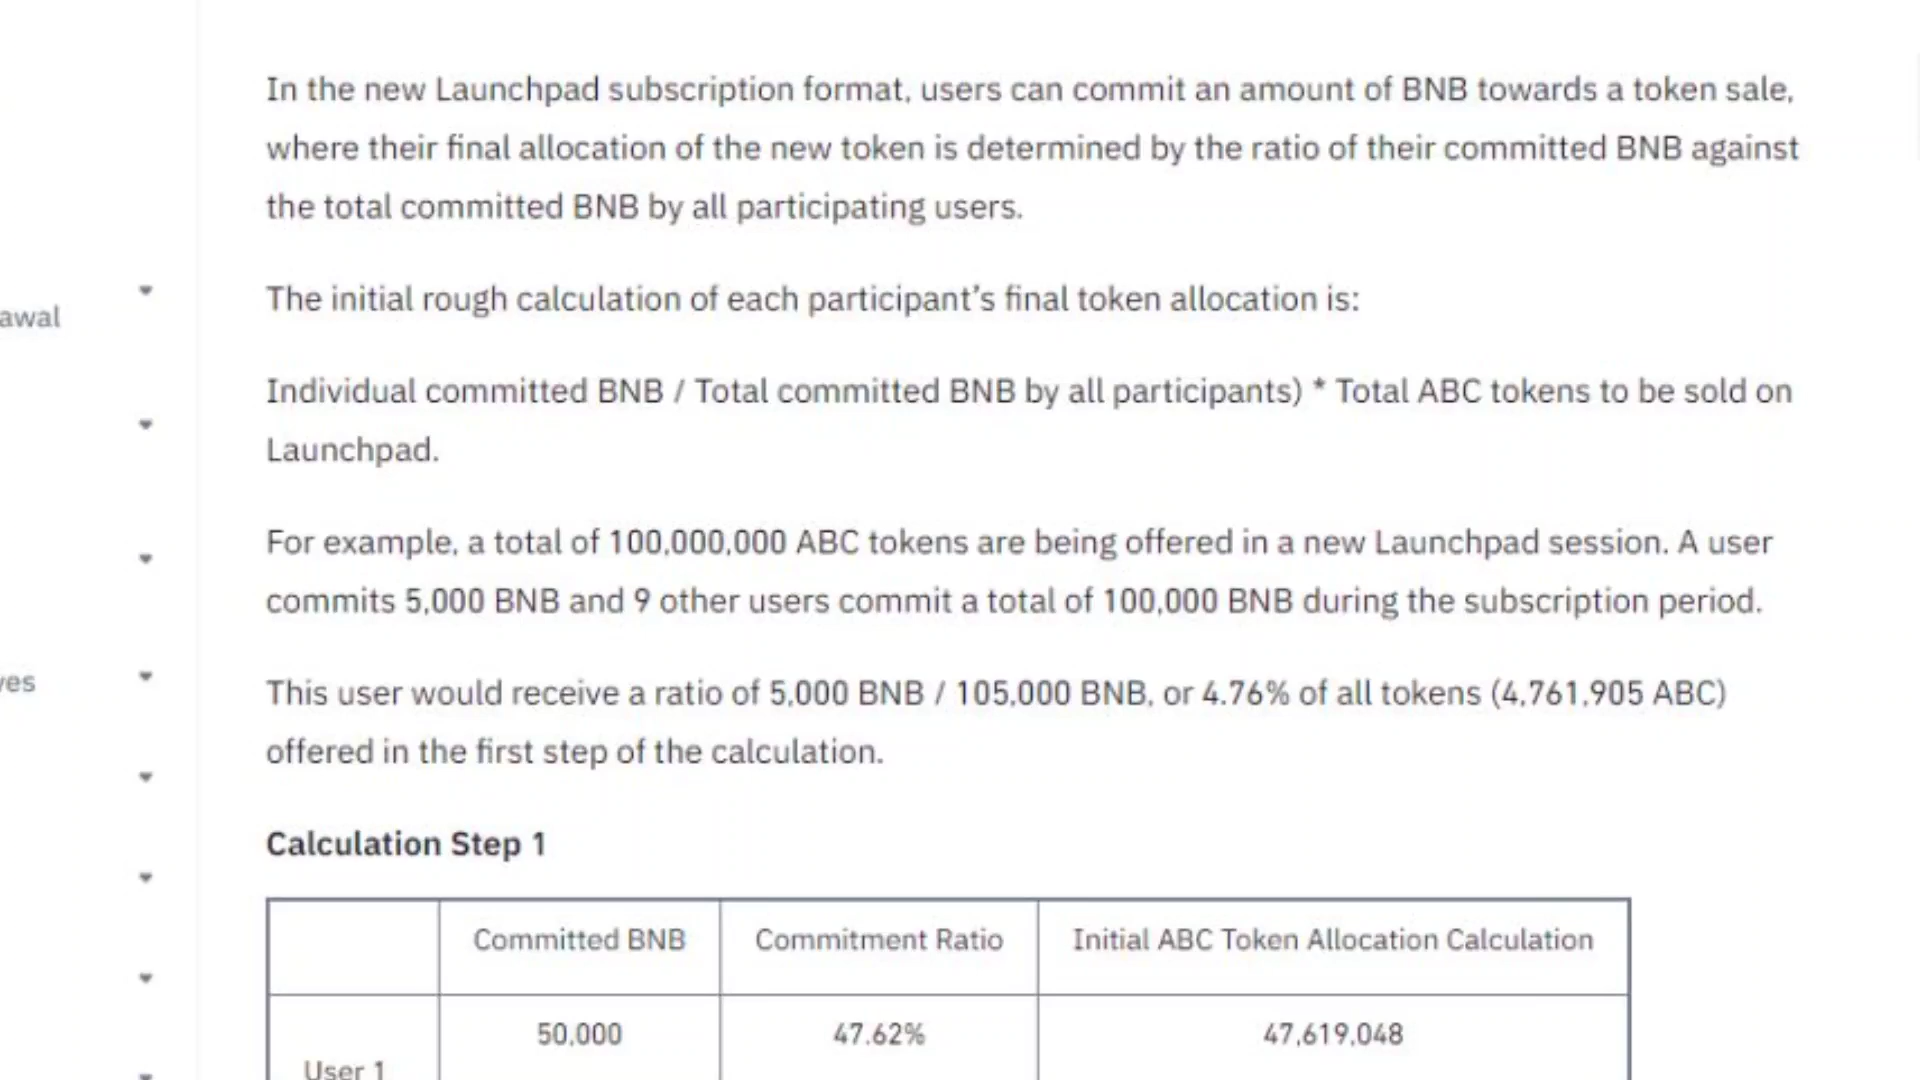 In the new Launchpad subscription format, users can commit an amount of BNB towards a token sale,
where their final allocation of the new token is determined by the ratio of their committed BNB against
the total committed BNB by all participating users.
The initial rough calculation of each participant's final token allocation is:
awal
Individual committed BNB / Total committed BNB by all participants) * Total ABC tokens to be sold on
Launchpad.
For example, a total of 100,000,000 ABC tokens are being offered in a new Launchpad session. A user
commits 5,000 BNB and 9 other users commit a total of 100,000 BNB during the subscription period.
ves
This user would receive a ratio of 5,000 BNB / 105,000 BNB, or 4.76% of all tokens (4,761,905 ABC)
offered in the first step of the calculation.
Calculation Step 1
Committed BNB Commitment Ratio Initial ABC Token Allocation Calculation
50,000 47.62% 47,619,048
User 1